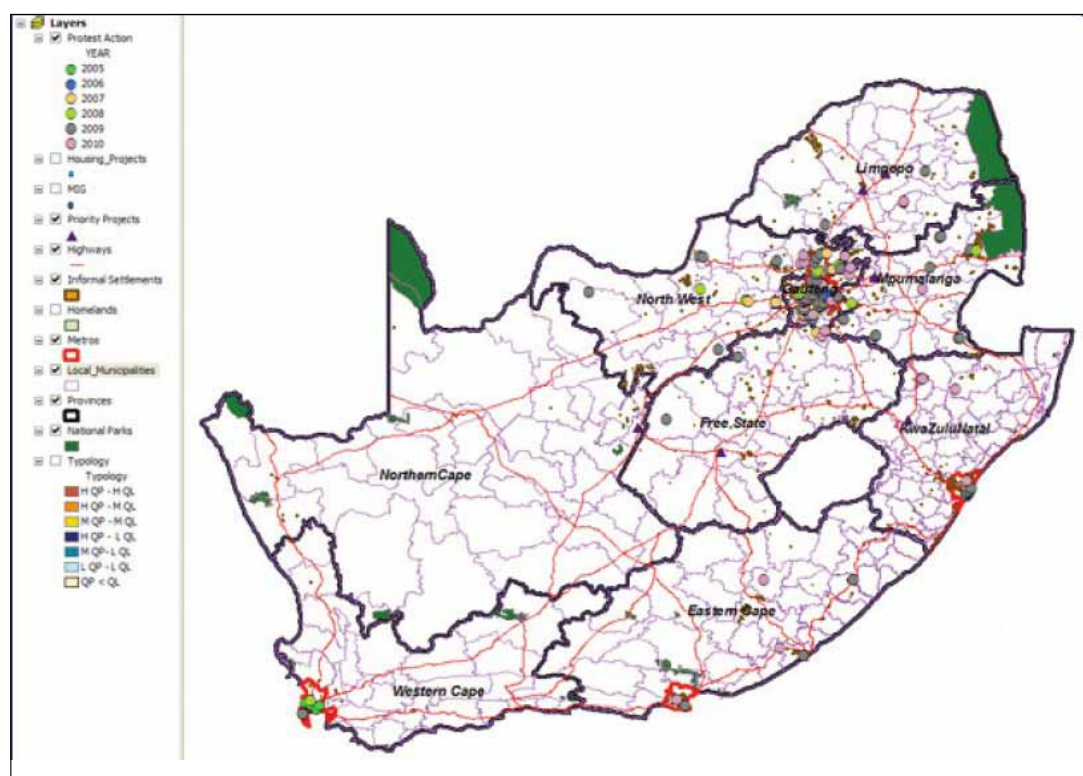 Layers
Protest Action
YEAR
2005
2006
2007
2008
2009
2010
Housing_Projects
MIG
Priority Projects
Highways
Informal Settlements
Homelands
Metros
Local_Municipalities
Provinces
National Parks
Typology
Typology
H QP - H QL
H QP - M QL
M QP - M QL
H QP - L QL
M QP - L QL
L QP - L QL
QP < QL
Limpopo
Mpumalanga
Gauteng
North West
Free State
KwaZuluNatal
NorthernCape
Eastern Cape
Western Cape